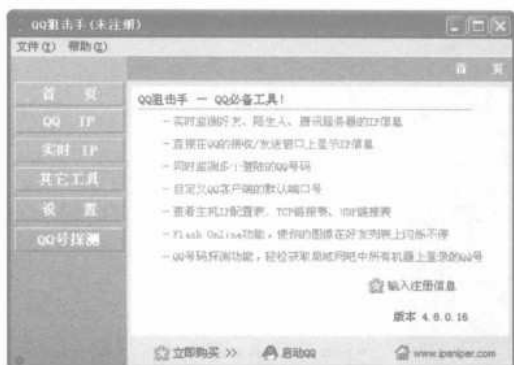 QQ狙击手(未注册)
文件(I) 帮助(Q)
首 页
首 页
QQ IP
实时 IP
其它工具
设 置
QQ号探测
QQ狙击手 — QQ必备工具!
— 实时监测好友、陌生人、腾讯服务器的IP信息
— 直接在QQ的接收/发送窗口上显示IP信息
— 同时监测多个登陆的QQ号码
— 自定义QQ客户端的默认端口号
— 查看主机IP配置表、TCP链接表、UDP链接表
— Flash Online功能,使你的图像在好友列表上闪烁不停
— QQ号码探测功能,轻松获取局域网吧中所有机器上登录的QQ号
输入注册信息
版本 4.8.0.16
立即购买 >>
启动QQ
www.ipsniper.com